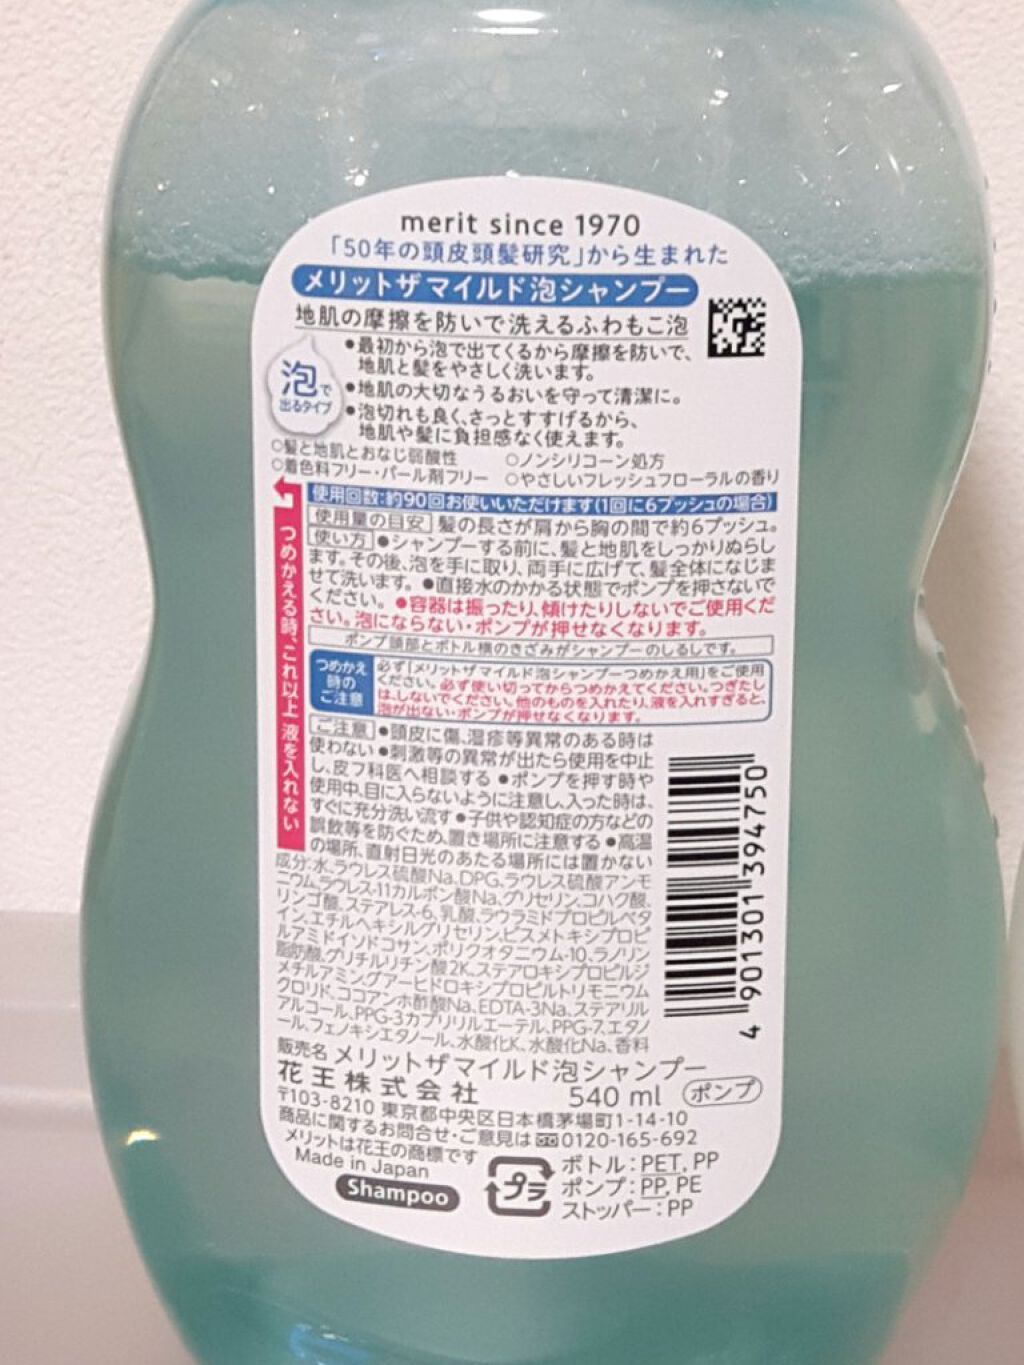 merit since 1970
「50年の頭皮頭髪研究」から生まれた
メリットザ マイルド泡シャンプー
地肌の摩擦を防いで洗えるふわもこ泡
泡で
出るタイプ
●最初から泡で出てくるから摩擦を防いで、
地肌と髪をやさしく洗います。
●地肌の大切なうるおいを守って清潔に。
●泡切れも良く、さっとすすげるから、
地肌や髪に負担感なく使えます。
○髪と地肌とおなじ弱酸性 ○ノンシリコーン処方
○着色料フリー・パール剤フリー ○やさしいフレッシュフローラルの香り
つめかえる時、これ以上 液を入れない
使用回数:約90回お使いいただけます(1回に6プッシュの場合)
使用量の目安 髪の長さが肩から胸の間で約6プッシュ。
使い方 ●シャンプーする前に、髪と地肌をしっかりぬらし
ます。その後、泡を手に取り、両手に広げて、髪全体になじま
せて洗います。 ●直接水のかかる状態でポンプを押さないで
ください。 ●容器は振ったり、傾けたりしないでご使用くだ
さい。泡にならない・ポンプが押せなくなります。
ポンプ頭部とボトル横のきざみがシャンプーのしるしです。
つめかえ
時の
ご注意
必ず「メリットザ マイルド泡シャンプーつめかえ用」をご使用
ください。必ず使い切ってからつめかえてください。つぎたし
は、しないでください。他のものを入れたり、液を入れすぎると、
泡が出ない・ポンプが押せなくなります。
ご注意 ●頭皮に傷、湿疹等異常のある時は
使わない ●刺激等の異常が出たら使用を中止
し、皮フ科医へ相談する ●ポンプを押す時や
使用中、目に入らないように注意し、入った時は、
すぐに充分洗い流す ●子供や認知症の方などの
誤飲等を防ぐため、置き場所に注意する ●高温
の場所、直射日光のあたる場所には置かない
成分:水、ラウレス硫酸Na、DPG、ラウレス硫酸アンモ
ニウム、ラウレス-11カルボン酸Na、グリセリン、コハク酸、
リンゴ酸、ステアレス-6、乳酸、ラウラミドプロピルベタ
イン、エチルヘキシルグリセリン、ビスメトキシプロピ
ルアミドイソドコサン、ポリクオタニウム-10、ラノリン
脂肪酸、グリチルリチン酸2K、ステアロキシプロピルジ
メチルアミン、グアーヒドロキシプロピルトリモニウム
クロリド、ココアンホ酢酸Na、EDTA-3Na、ステアリル
アルコール、PPG-3カプリリルエーテル、PPG-7、エタノ
ール、フェノキシエタノール、水酸化K、水酸化Na、香料
4 901301 394750
販売名 メリットザ マイルド泡シャンプー
花王株式会社 540 ml ポンプ
〒103-8210 東京都中央区日本橋茅場町1-14-10
商品に関するお問合せ・ご意見は 0120-165-692
メリットは花王の商標です
Made in Japan
Shampoo
プラ
ボトル:PET, PP
ポンプ:PP, PE
ストッパー:PP